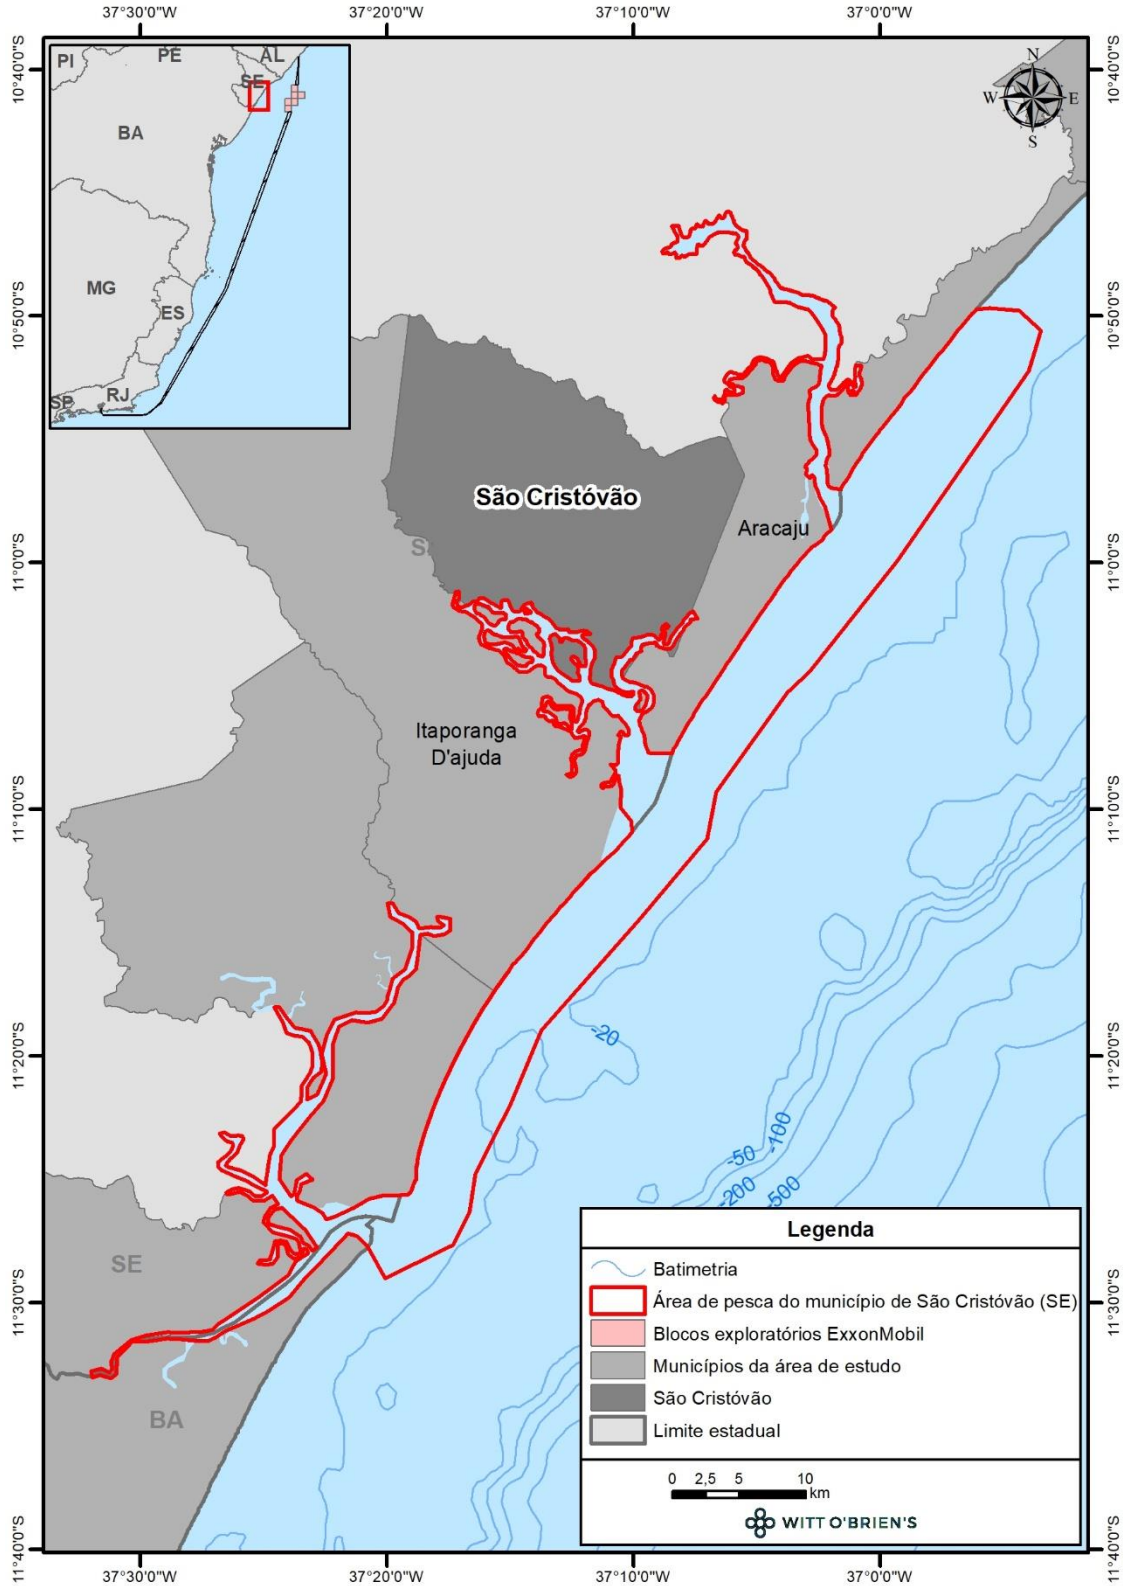 37°30'0"W 37°20'0"W 37°10'0"W 37°0'0"W
10°40'0"S 10°40'0"S
PI PE AL
SE
BA
MG
ES
RJ
SP
N
W E
S
10°50'0"S 10°50'0"S
São Cristóvão
Aracaju
11°0'0"S 11°0'0"S
Itaporanga
D'ajuda
11°10'0"S 11°10'0"S
-20
11°20'0"S 11°20'0"S
-50 -100
-200 -500
SE
BA
11°30'0"S 11°30'0"S
Legenda
Batimetria
Área de pesca do município de São Cristóvão (SE)
Blocos exploratórios ExxonMobil
Municípios da área de estudo
São Cristóvão
Limite estadual
0 2,5 5 10
km
WITT O'BRIEN'S
11°40'0"S 11°40'0"S
37°30'0"W 37°20'0"W 37°10'0"W 37°0'0"W